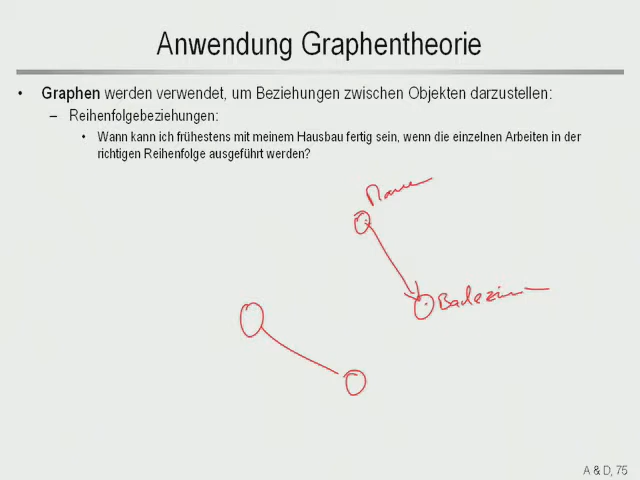 Anwendung Graphentheorie
• Graphen werden verwendet, um Beziehungen zwischen Objekten darzustellen:
– Reihenfolgebeziehungen:
• Wann kann ich frühestens mit meinem Hausbau fertig sein, wenn die einzelnen Arbeiten in der
richtigen Reihenfolge ausgeführt werden?
A & D, 75